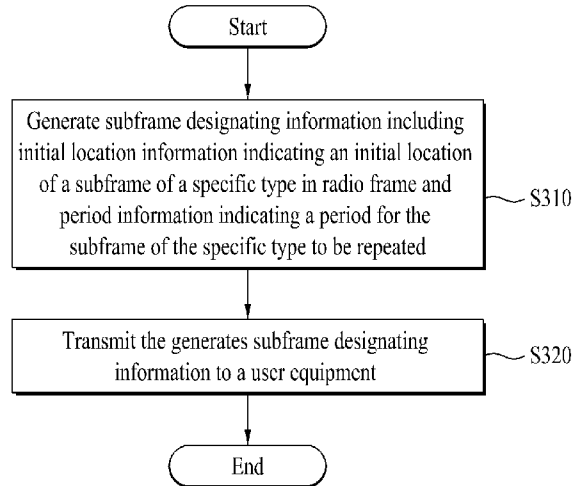 Start
Generate subframe designating information including
initial location information indicating an initial location
of a subframe of a specific type in radio frame and
period information indicating a period for the
subframe of the specific type to be repeated
S310
Transmit the generates subframe designating
information to a user equipment
S320
End